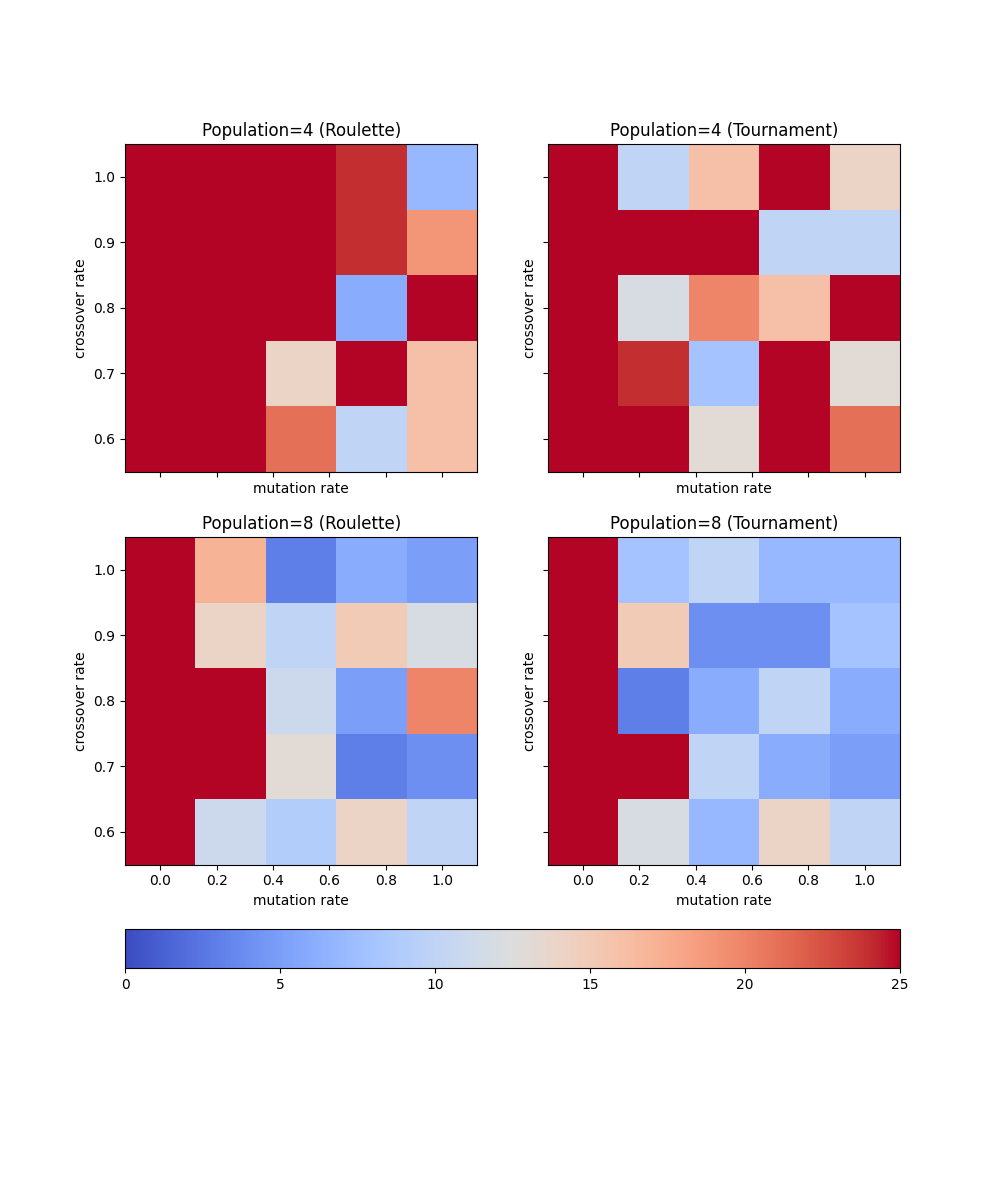 Population=4 (Roulette)
Population=4 (Tournament)
crossover rate
1.0
0.9
0.8
0.7
0.6
mutation rate
crossover rate
mutation rate
Population=8 (Roulette)
Population=8 (Tournament)
crossover rate
1.0
0.9
0.8
0.7
0.6
0.0 0.2 0.4 0.6 0.8 1.0
mutation rate
crossover rate
0.0 0.2 0.4 0.6 0.8 1.0
mutation rate
0 5 10 15 20 25